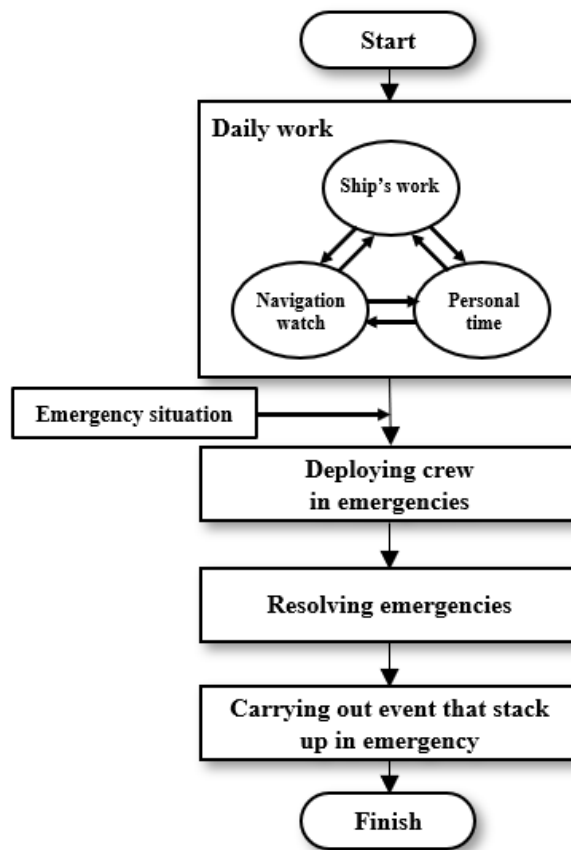 Start
Daily work
Ship's work
Navigation
watch
Personal
time
Emergency situation
Deploying crew
in emergencies
Resolving emergencies
Carrying out event that stack
up in emergency
Finish